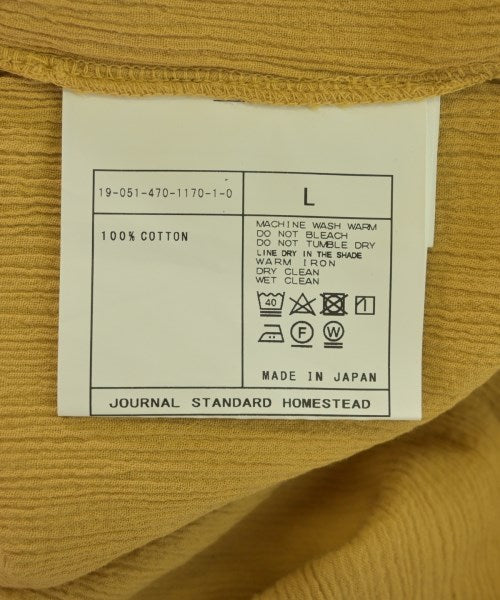 19-051-470-1170-1-0
L
100% COTTON
MACHINE WASH WARM
DO NOT BLEACH
DO NOT TUMBLE DRY
LINE DRY IN THE SHADE
WARM IRON
DRY CLEAN
WET CLEAN
40
F W
MADE IN JAPAN
JOURNAL STANDARD HOMESTEAD